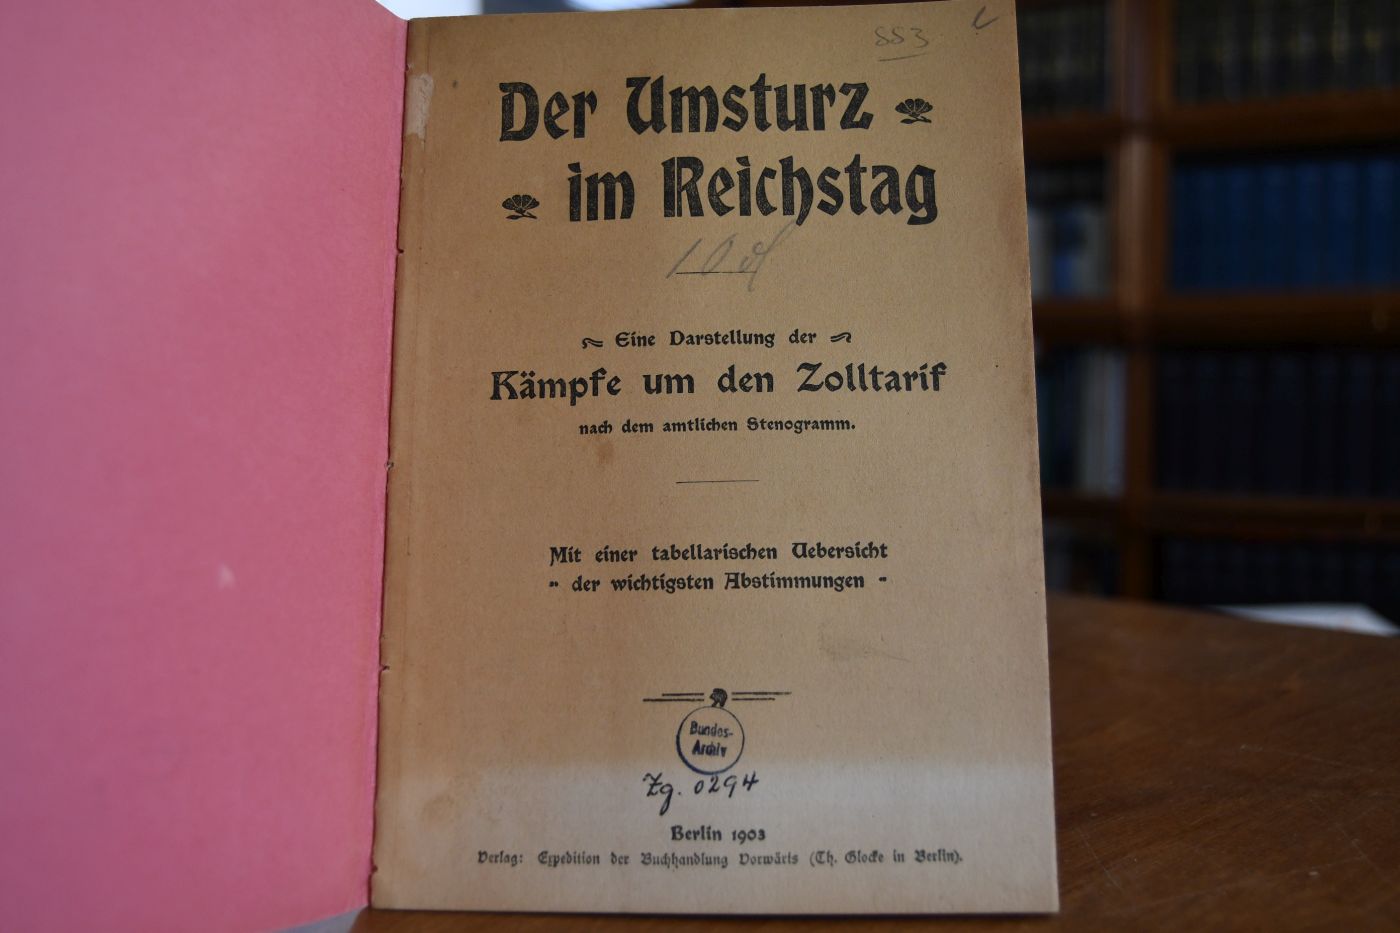 553
Der Umsturz
im Reichstag
Eine Darstellung der
Kämpfe um den Zolltarif
nach dem amtlichen Stenogramm.
Mit einer tabellarischen Uebersicht
der wichtigsten Abstimmungen
Bundes-
Archiv
Zg. 0294
Berlin 1903
Verlag: Expedition der Buchhandlung Vorwärts (Th. Glocke in Berlin).